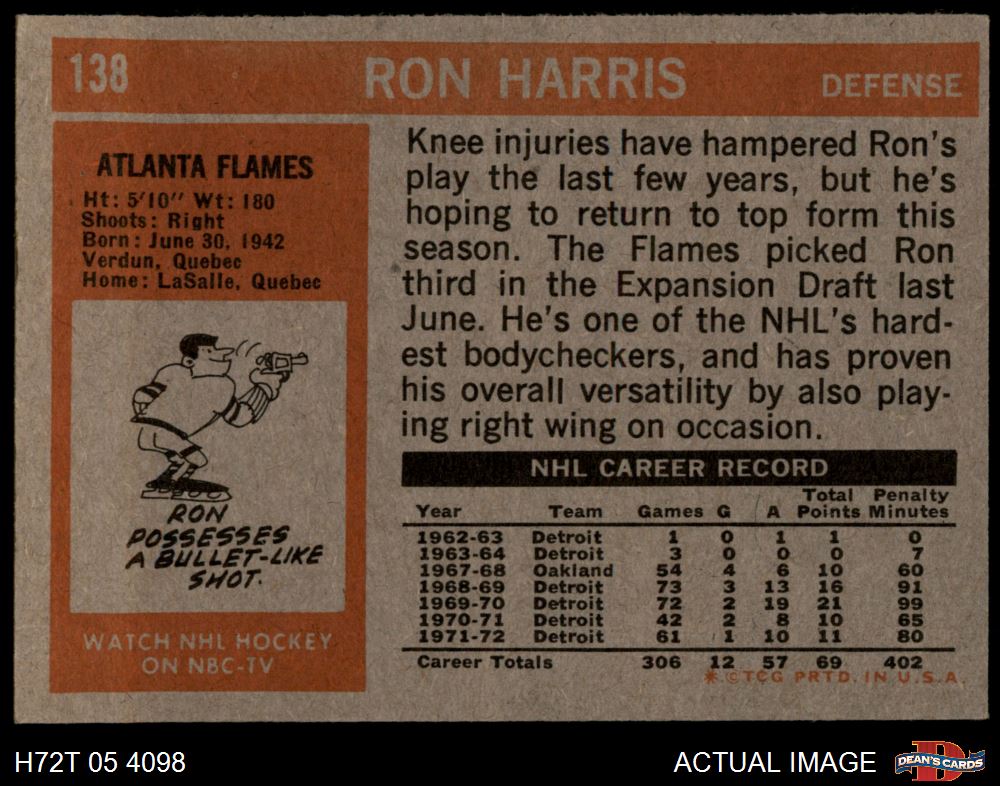 138
RON HARRIS
DEFENSE
ATLANTA FLAMES
Ht: 5'10" Wt: 180
Shoots: Right
Born: June 30, 1942
Verdun, Quebec
Home: LaSalle, Quebec
RON
POSSESSES
A BULLET-LIKE
SHOT.
WATCH NHL HOCKEY
ON NBC-TV
Knee injuries have hampered Ron's
play the last few years, but he's
hoping to return to top form this
season. The Flames picked Ron
third in the Expansion Draft last
June. He's one of the NHL's hard-
est bodycheckers, and has proven
his overall versatility by also play-
ing right wing on occasion.
NHL CAREER RECORD
Year Team Games G A Total Points Penalty Minutes
1962-63 Detroit 1 0 1 1 0
1963-64 Detroit 3 0 0 0 7
1967-68 Oakland 54 4 6 10 60
1968-69 Detroit 73 3 13 16 91
1969-70 Detroit 72 2 19 21 99
1970-71 Detroit 42 2 8 10 65
1971-72 Detroit 61 1 10 11 80
Career Totals 306 12 57 69 402
* © TCG PRTD. IN U.S.A.
H72T 05 4098
ACTUAL IMAGE
D
DEAN'S CARDS